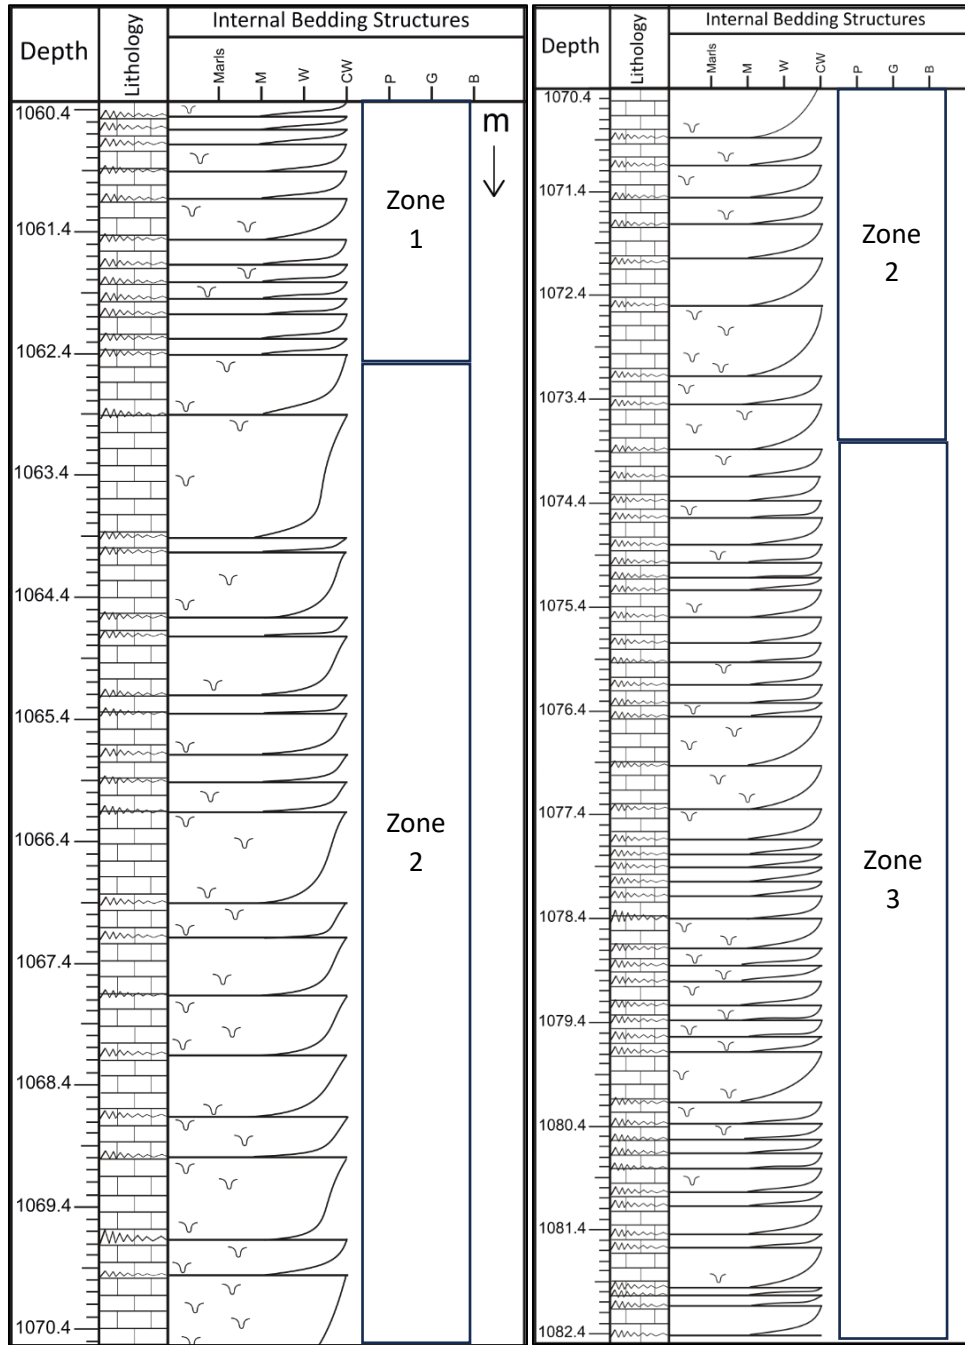 Internal Bedding Structures
Depth
Lithology
Marls
M
W
CW
P
G
B
1060.4
m
Zone
1
1061.4
1062.4
1063.4
1064.4
1065.4
Zone
2
1066.4
1067.4
1068.4
1069.4
1070.4
Internal Bedding Structures
Depth
Lithology
Marls
M
W
CW
P
G
B
1070.4
1071.4
Zone
2
1072.4
1073.4
1074.4
1075.4
1076.4
1077.4
Zone
3
1078.4
1079.4
1080.4
1081.4
1082.4